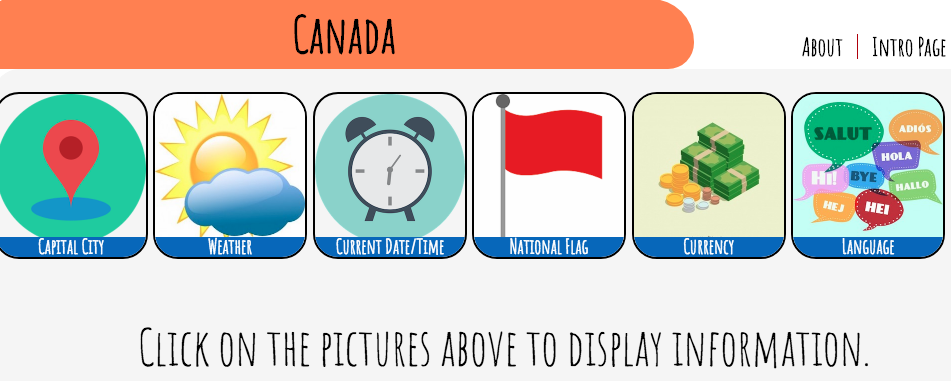 Canada
About | Intro Page
SALUT
ADIÓS
HOLA
Hi!
BYE
HALLO
HEJ
HEI
Capital City
Weather
Current Date/Time
National Flag
Currency
Language
Click on the pictures above to display information.